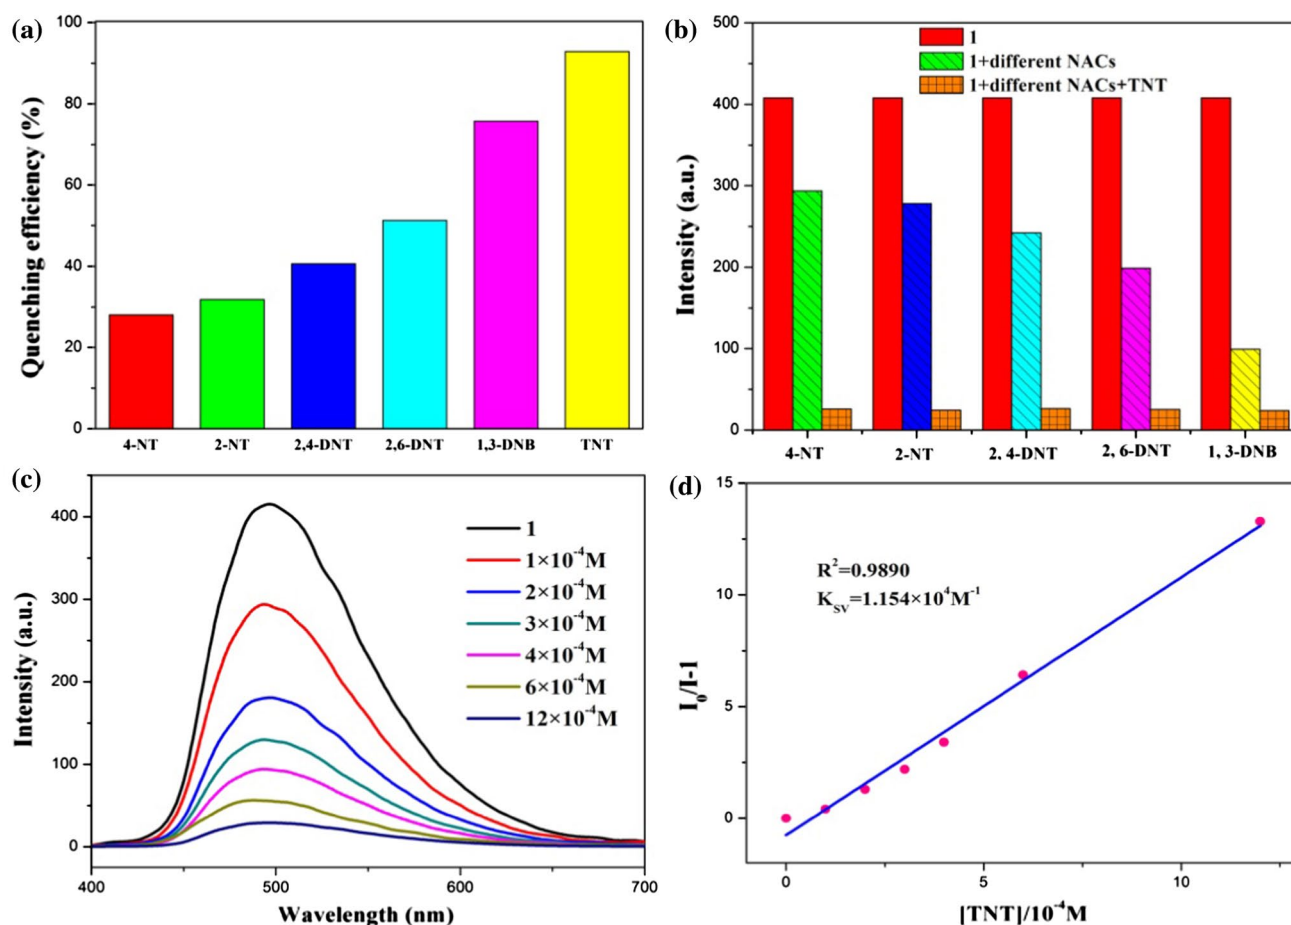 (a)
Quenching efficiency (%)
100
80
60
40
20
0
4-NT 2-NT 2,4-DNT 2,6-DNT 1,3-DNB TNT
(b)
Intensity (a.u.)
500
400
300
200
100
0
1
1+different NACs
1+different NACs+TNT
4-NT 2-NT 2, 4-DNT 2, 6-DNT 1, 3-DNB
(c)
Intensity (a.u.)
400
300
200
100
0
1
1×10⁻⁴M
2×10⁻⁴M
3×10⁻⁴M
4×10⁻⁴M
6×10⁻⁴M
12×10⁻⁴M
400 500 600 700
Wavelength (nm)
(d)
I₀/I-1
15
10
5
0
R²=0.9890
K_SV=1.154×10⁴M⁻¹
0 5 10
[TNT]/10⁻⁴M